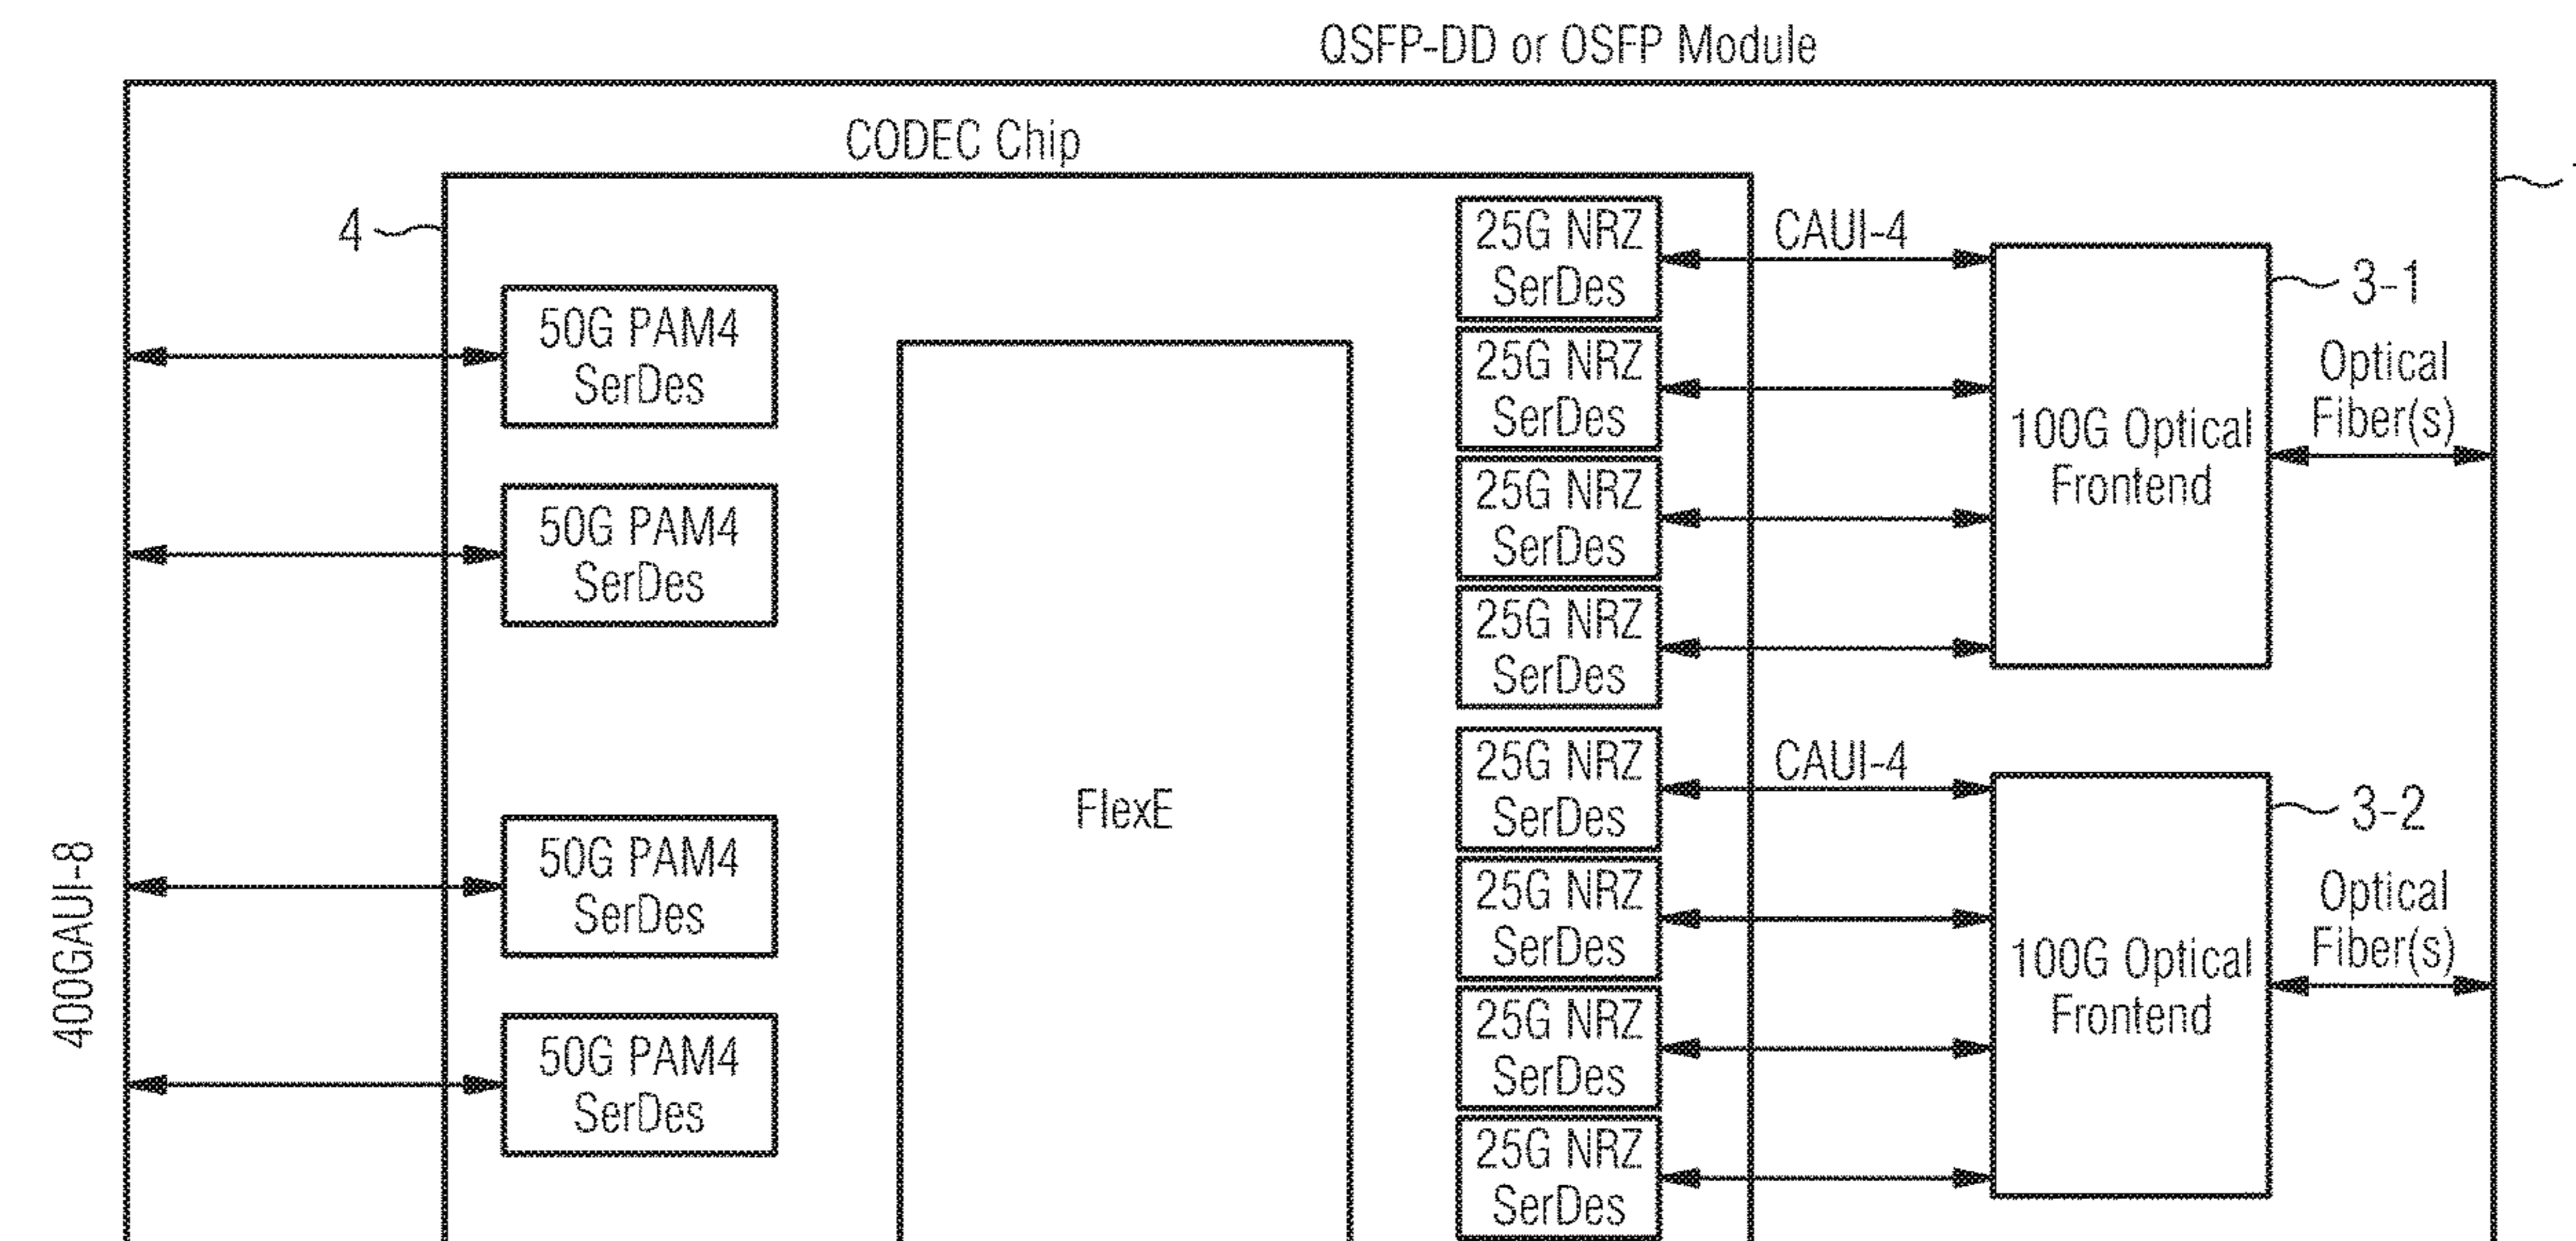 QSFP-DD or OSFP Module
CODEC Chip
4
400GAUI-8
50G PAM4
SerDes
50G PAM4
SerDes
50G PAM4
SerDes
50G PAM4
SerDes
FlexE
25G NRZ
SerDes
25G NRZ
SerDes
25G NRZ
SerDes
25G NRZ
SerDes
25G NRZ
SerDes
25G NRZ
SerDes
25G NRZ
SerDes
25G NRZ
SerDes
CAUI-4
100G Optical
Frontend
3-1
Optical
Fiber(s)
CAUI-4
100G Optical
Frontend
3-2
Optical
Fiber(s)